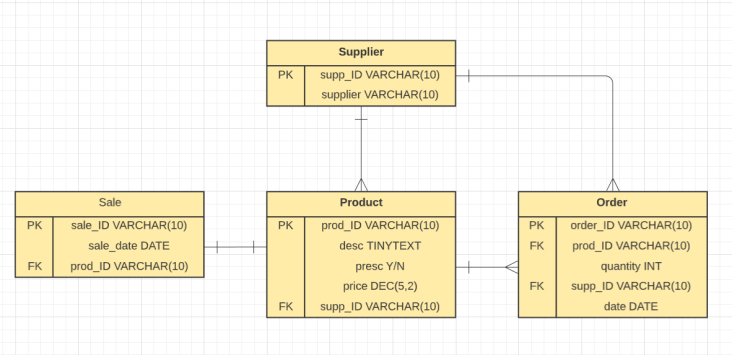 Supplier
PK supp_ID VARCHAR(10)
supplier VARCHAR(10)
Sale
PK sale_ID VARCHAR(10)
sale_date DATE
FK prod_ID VARCHAR(10)
Product
PK prod_ID VARCHAR(10)
desc TINYTEXT
presc Y/N
price DEC(5,2)
FK supp_ID VARCHAR(10)
Order
PK order_ID VARCHAR(10)
FK prod_ID VARCHAR(10)
quantity INT
FK supp_ID VARCHAR(10)
date DATE